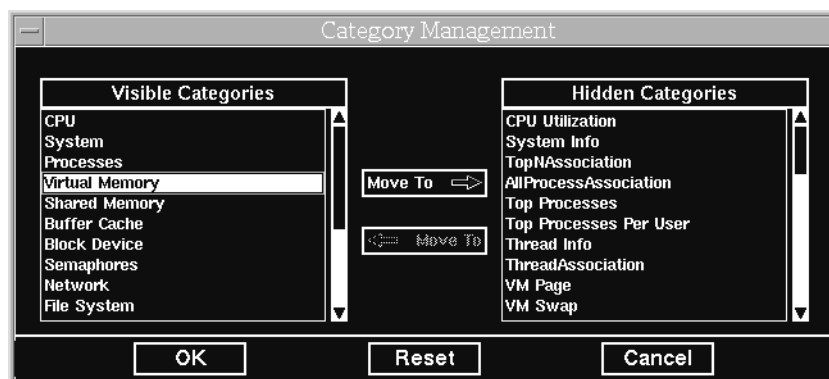 Category Management
Visible Categories
CPU
System
Processes
Virtual Memory
Shared Memory
Buffer Cache
Block Device
Semaphores
Network
File System
Move To
Move To
Hidden Categories
CPU Utilization
System Info
TopNAssociation
AllProcessAssociation
Top Processes
Top Processes Per User
Thread Info
ThreadAssociation
VM Page
VM Swap
OK
Reset
Cancel